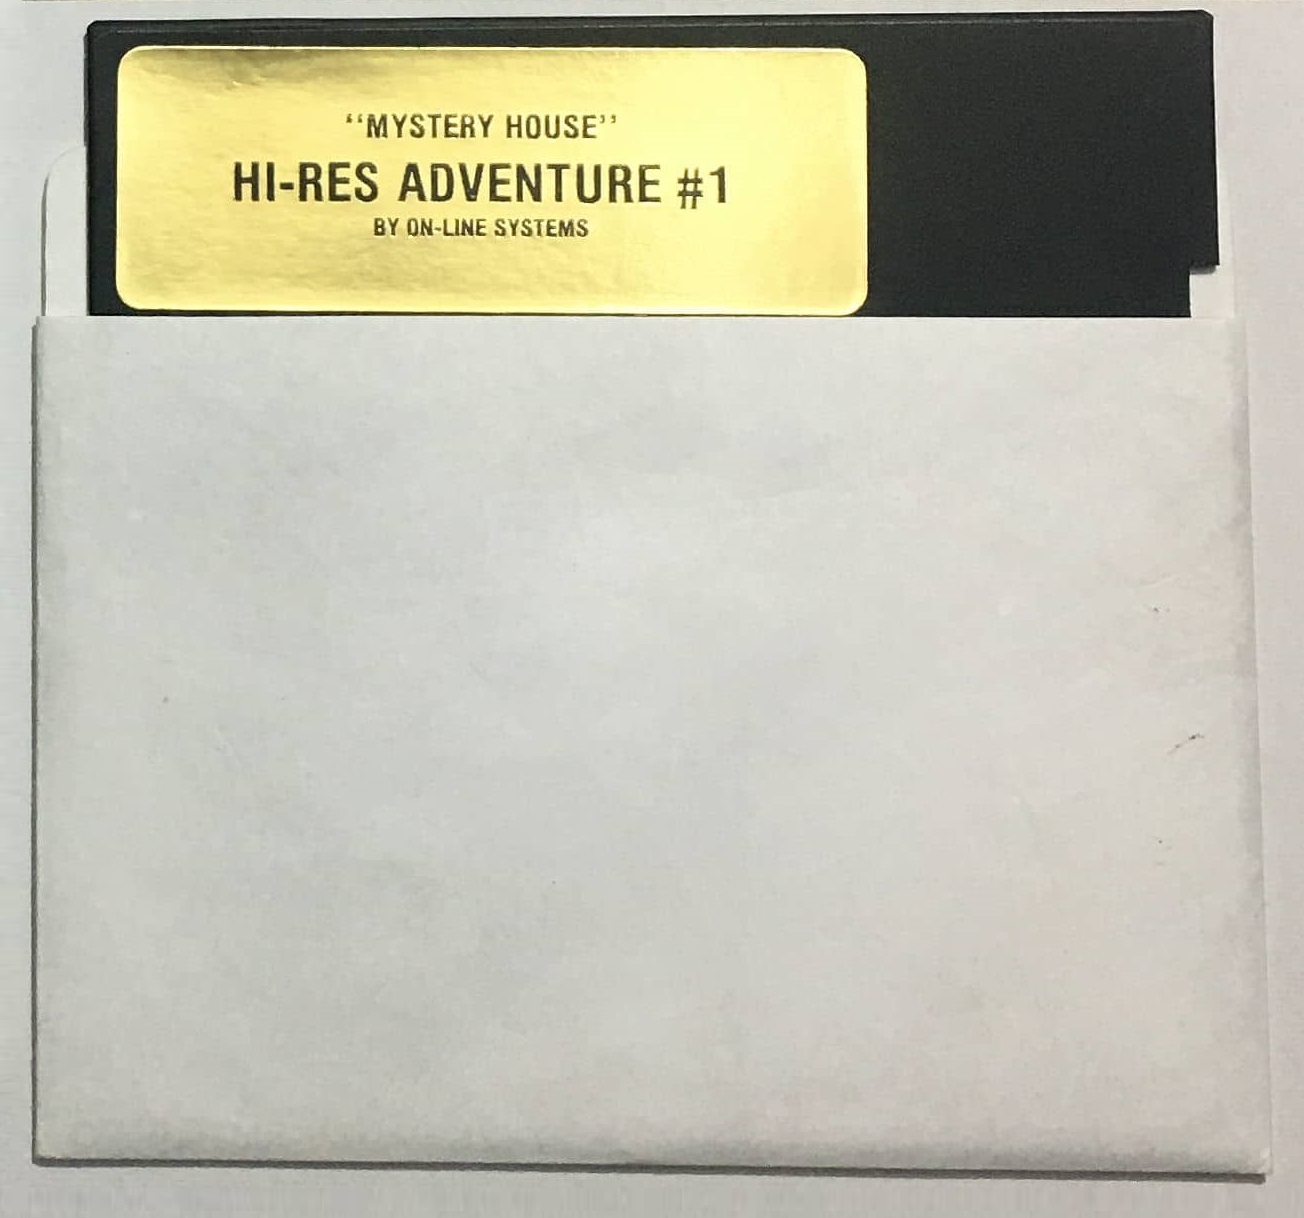 “MYSTERY HOUSE”
HI-RES ADVENTURE #1
BY ON-LINE SYSTEMS